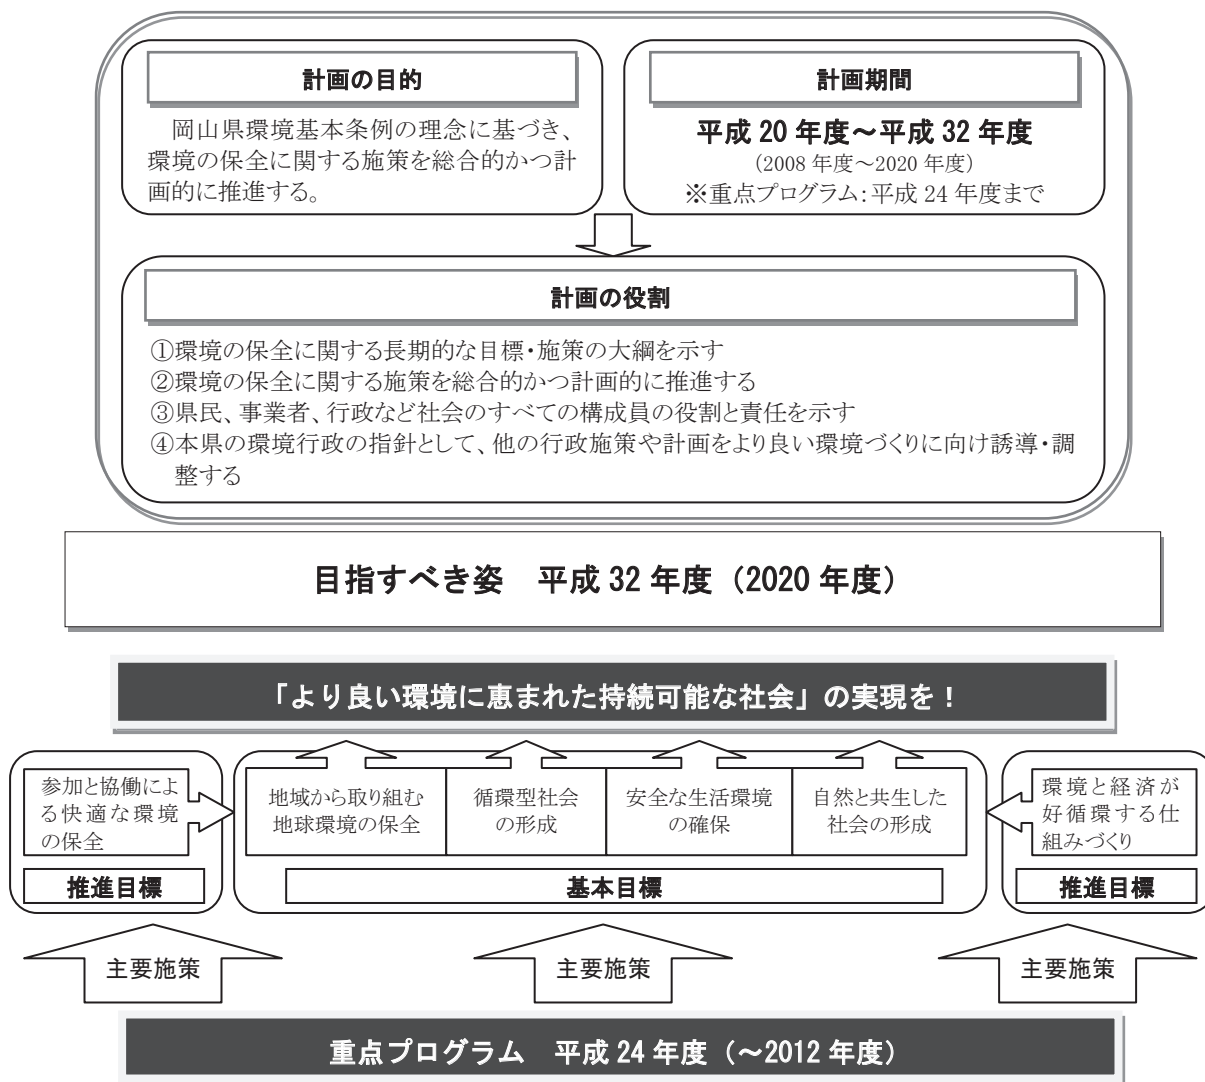 計画の目的
岡山県環境基本条例の理念に基づき、
環境の保全に関する施策を総合的かつ計
画的に推進する。
計画期間
平成 20 年度～平成 32 年度
（2008 年度～2020 年度）
※重点プログラム：平成 24 年度まで
計画の役割
①環境の保全に関する長期的な目標・施策の大綱を示す
②環境の保全に関する施策を総合的かつ計画的に推進する
③県民、事業者、行政など社会のすべての構成員の役割と責任を示す
④本県の環境行政の指針として、他の行政施策や計画をより良い環境づくりに向け誘導・調
整する
目指すべき姿　平成 32 年度（2020 年度）
「より良い環境に恵まれた持続可能な社会」の実現を！
参加と協働によ
る快適な環境
の保全
推進目標
地域から取り組む
地球環境の保全
循環型社会
の形成
安全な生活環境
の確保
自然と共生した
社会の形成
基本目標
環境と経済が
好循環する仕
組みづくり
推進目標
主要施策
主要施策
主要施策
重点プログラム　平成 24 年度（～2012 年度）